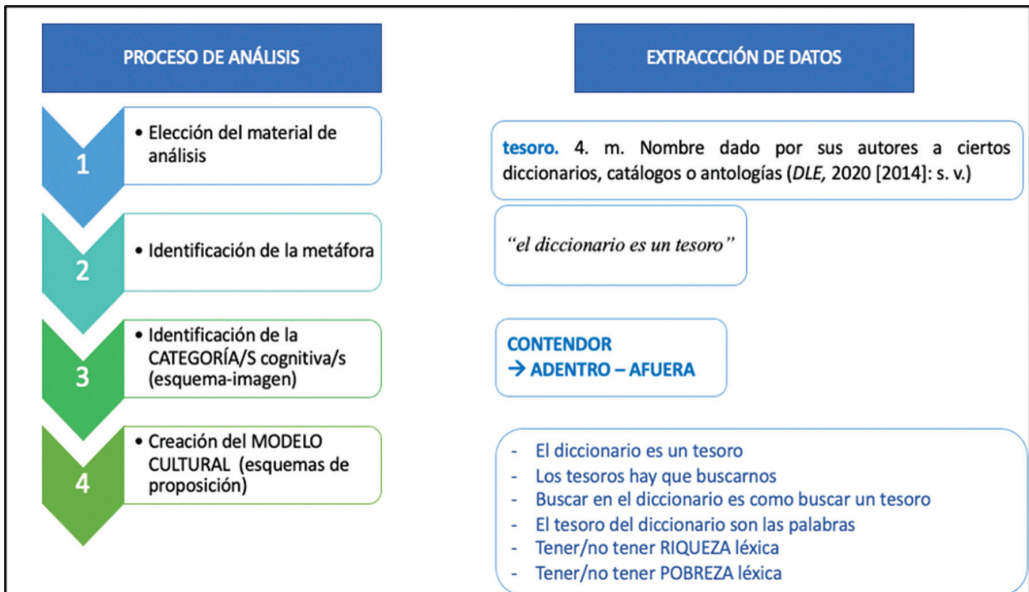 PROCESO DE ANÁLISIS
EXTRACCCIÓN DE DATOS
1
• Elección del material de
análisis
tesoro. 4. m. Nombre dado por sus autores a ciertos
diccionarios, catálogos o antologías (DLE, 2020 [2014]: s. v.)
2
• Identificación de la metáfora
“el diccionario es un tesoro”
3
• Identificación de la
CATEGORÍA/S cognitiva/s
(esquema-imagen)
CONTENDOR
→ ADENTRO – AFUERA
4
• Creación del MODELO
CULTURAL (esquemas de
proposición)
- El diccionario es un tesoro
- Los tesoros hay que buscarnos
- Buscar en el diccionario es como buscar un tesoro
- El tesoro del diccionario son las palabras
- Tener/no tener RIQUEZA léxica
- Tener/no tener POBREZA léxica